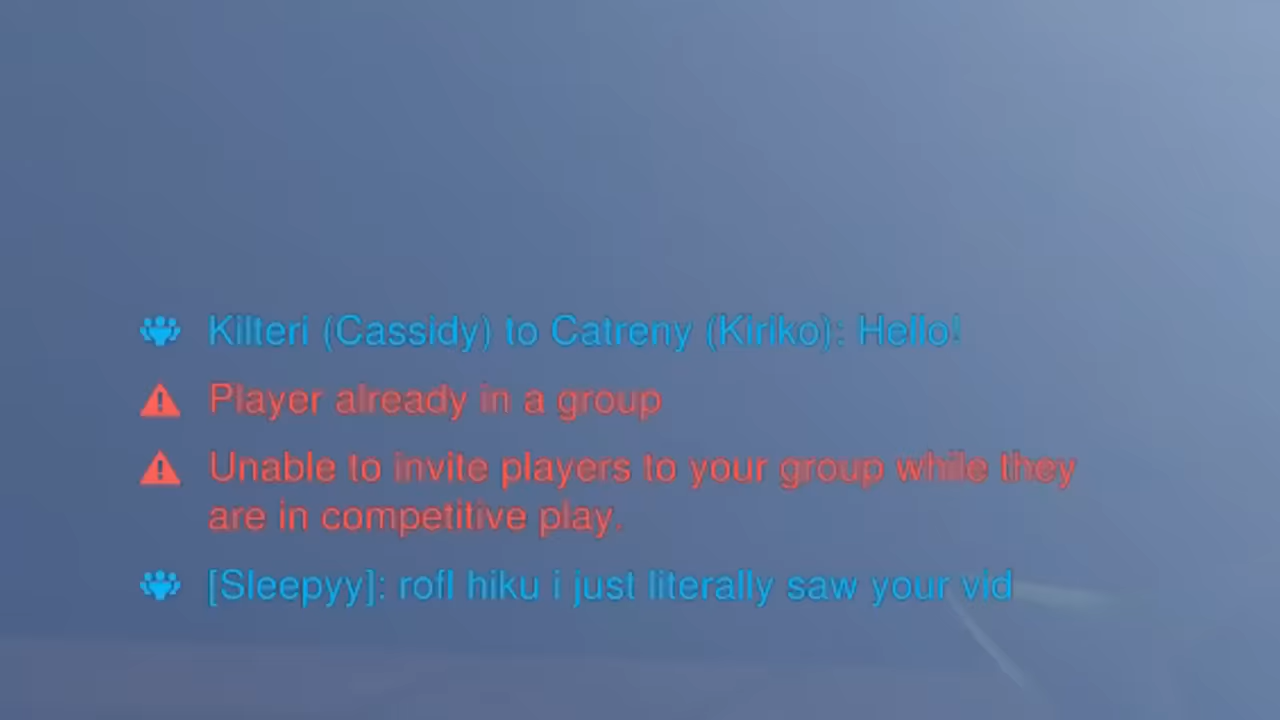 Kilteri (Cassidy) to Catreny (Kiriko): Hello!
Player already in a group
Unable to invite players to your group while they
are in competitive play.
[Sleepyy]: rofl hiku i just literally saw your vid